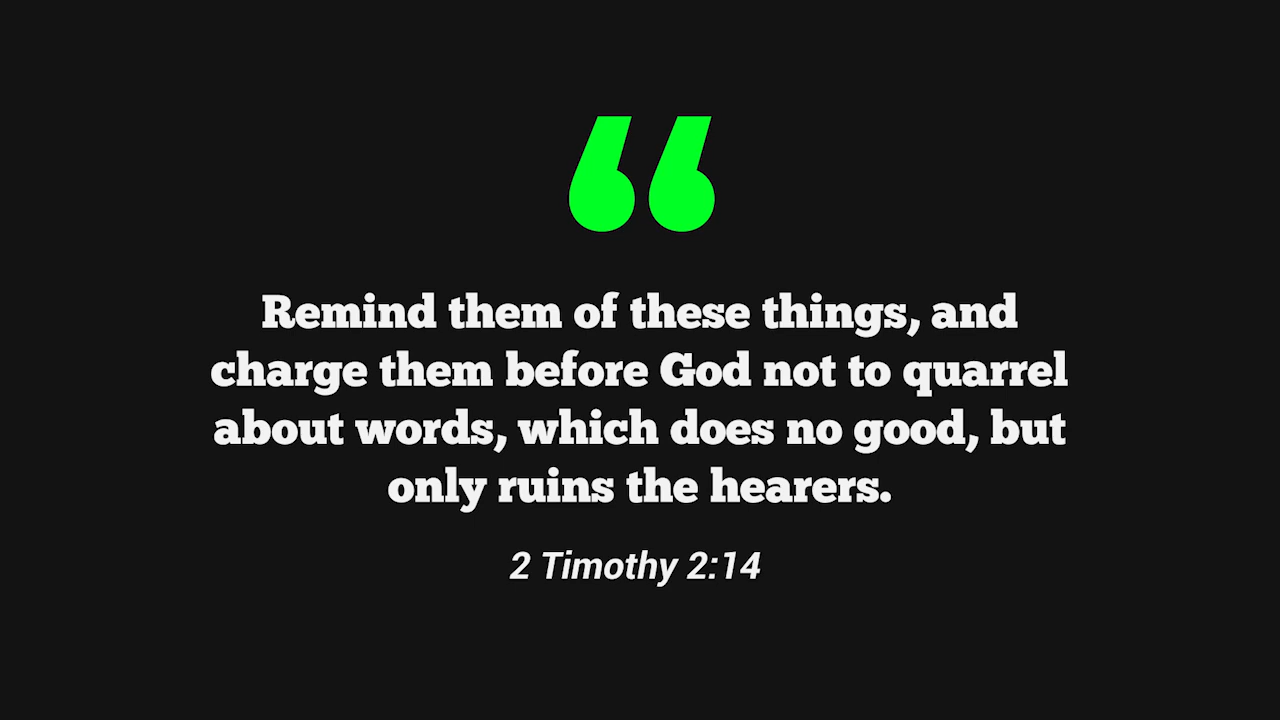 “
Remind them of these things, and
charge them before God not to quarrel
about words, which does no good, but
only ruins the hearers.
2 Timothy 2:14